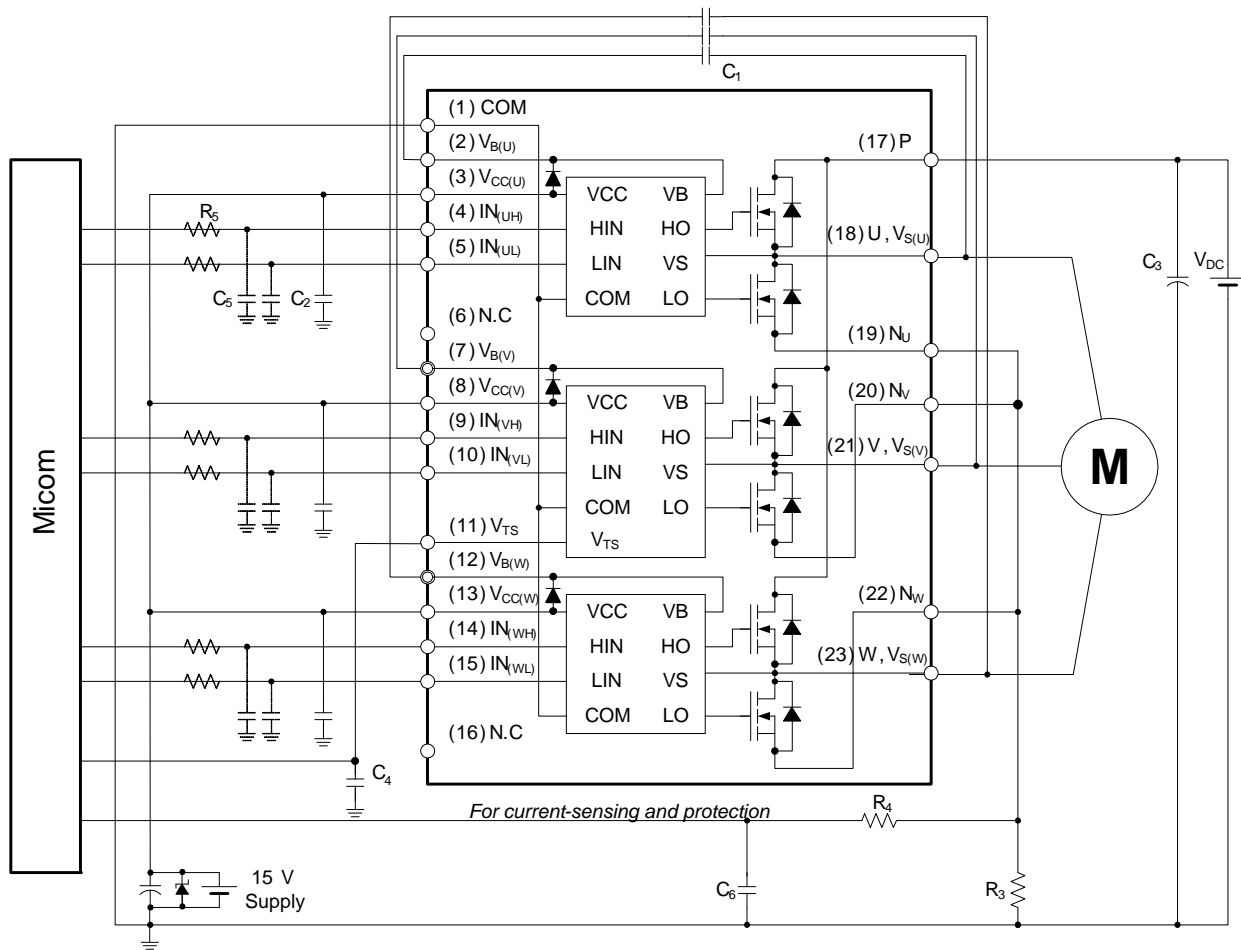 C1
(1) COM
(2) VB(U)
(3) VCC(U)
(4) IN(UH)
(5) IN(UL)
(6) N.C
(7) VB(V)
(8) VCC(V)
(9) IN(VH)
(10) IN(VL)
(11) VTS
(12) VB(W)
(13) VCC(W)
(14) IN(WH)
(15) IN(WL)
(16) N.C
VCC VB
HIN HO
LIN VS
COM LO
VCC VB
HIN HO
LIN VS
COM LO
VTS
VCC VB
HIN HO
LIN VS
COM LO
(17) P
(18) U, VS(U)
(19) NU
(20) NV
(21) V, VS(V)
(22) NW
(23) W, VS(W)
Micom
R5
C5
C2
C4
C3
VDC
M
For current-sensing and protection
R4
C6
R3
15 V
Supply